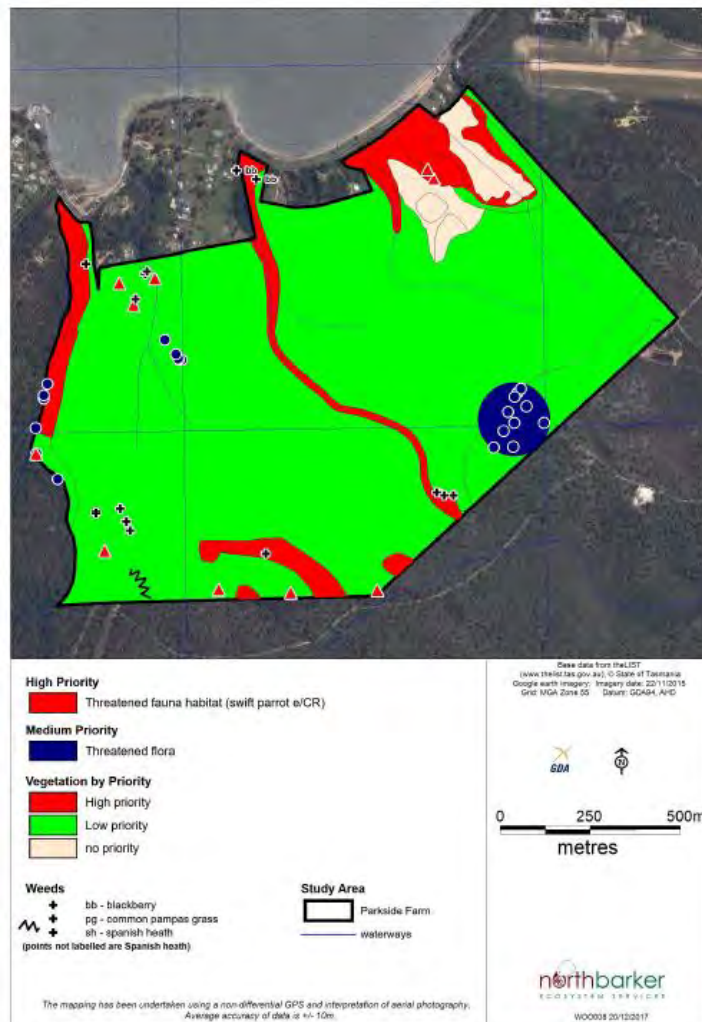 bb
bb
High Priority
Threatened fauna habitat (swift parrot e/CR)
Medium Priority
Threatened flora
Vegetation by Priority
High priority
Low priority
no priority
Weeds
bb - blackberry
pg - common pampas grass
sh - spanish heath
(points not labelled are Spanish heath)
Study Area
Parkside Farm
waterways
Base data from theLIST
(www.thelist.tas.gov.au), © State of Tasmania
Google earth imagery: Imagery date: 22/11/2015
Grid: MGA Zone 55 Datum: GDA94, AHD
GDA
N
0 250 500m
metres
northbarker
ECOSYSTEM SERVICES
WOO008 20/12/2017
The mapping has been undertaken using a non-differential GPS and interpretation of aerial photography.
Average accuracy of data is +/- 10m.